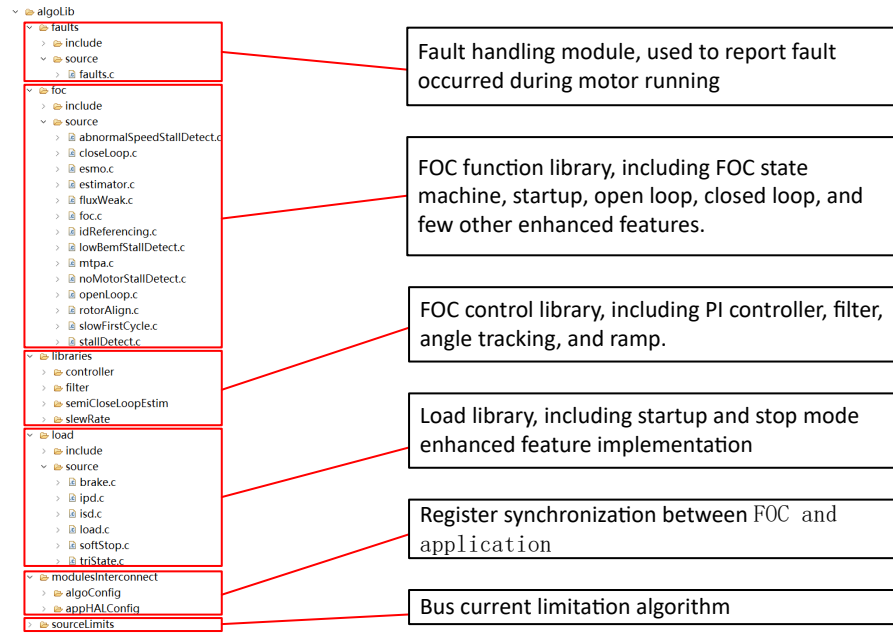 algoLib
faults
include
source
faults.c
foc
include
source
abnormalSpeedStallDetect.c
closeLoop.c
esmo.c
estimator.c
fluxWeak.c
foc.c
idReferencing.c
lowBemfStallDetect.c
mtpa.c
noMotorStallDetect.c
openLoop.c
rotorAlign.c
slowFirstCycle.c
stallDetect.c
libraries
controller
filter
semiCloseLoopEstim
slewRate
load
include
source
brake.c
ipd.c
isd.c
load.c
softStop.c
triState.c
modulesInterconnect
algoConfig
appHALConfig
sourceLimits
Fault handling module, used to report fault
occurred during motor running
FOC function library, including FOC state
machine, startup, open loop, closed loop, and
few other enhanced features.
FOC control library, including PI controller, filter,
angle tracking, and ramp.
Load library, including startup and stop mode
enhanced feature implementation
Register synchronization between FOC and
application
Bus current limitation algorithm